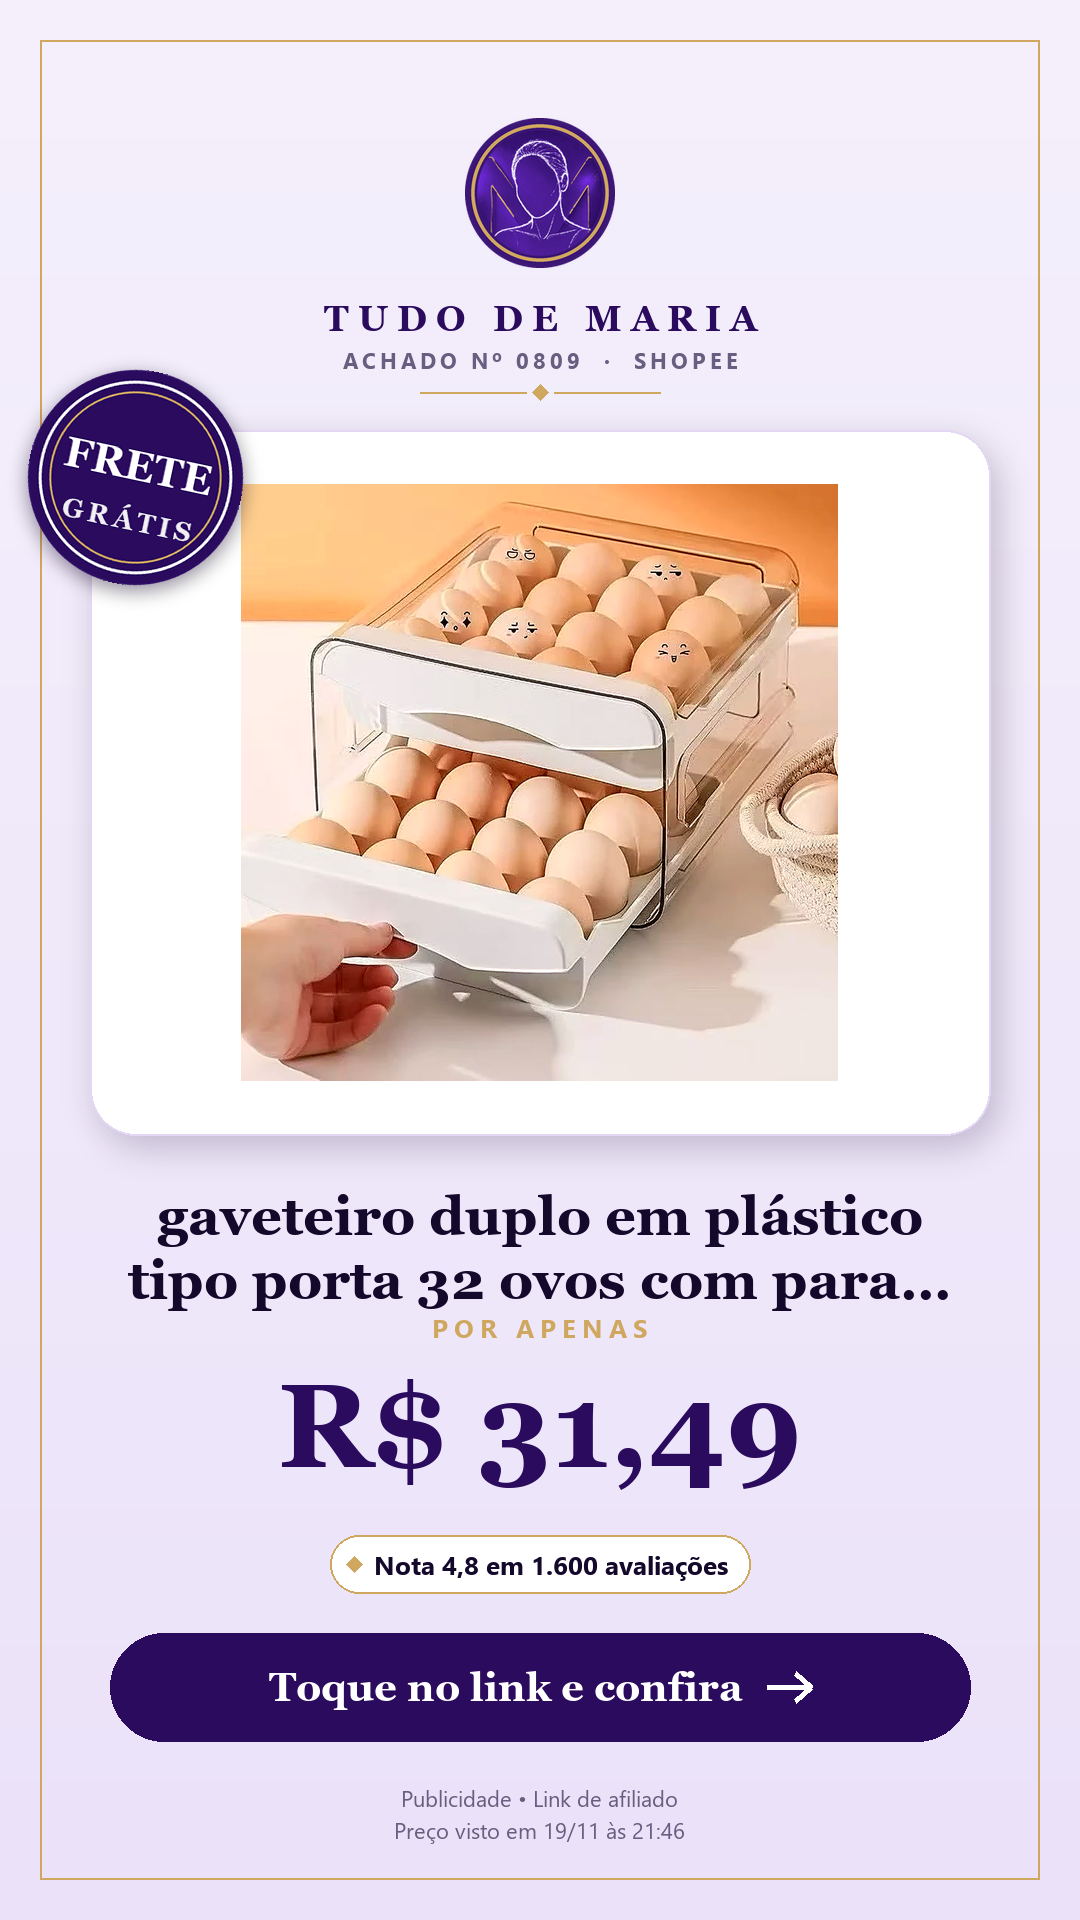 TUDO DE MARIA
ACHADO Nº 0809 · SHOPEE
FRETE
GRÁTIS
gaveteiro duplo em plástico
tipo porta 32 ovos com para...
POR APENAS
R$ 31,49
Nota 4,8 em 1.600 avaliações
Toque no link e confira →
Publicidade • Link de afiliado
Preço visto em 19/11 às 21:46